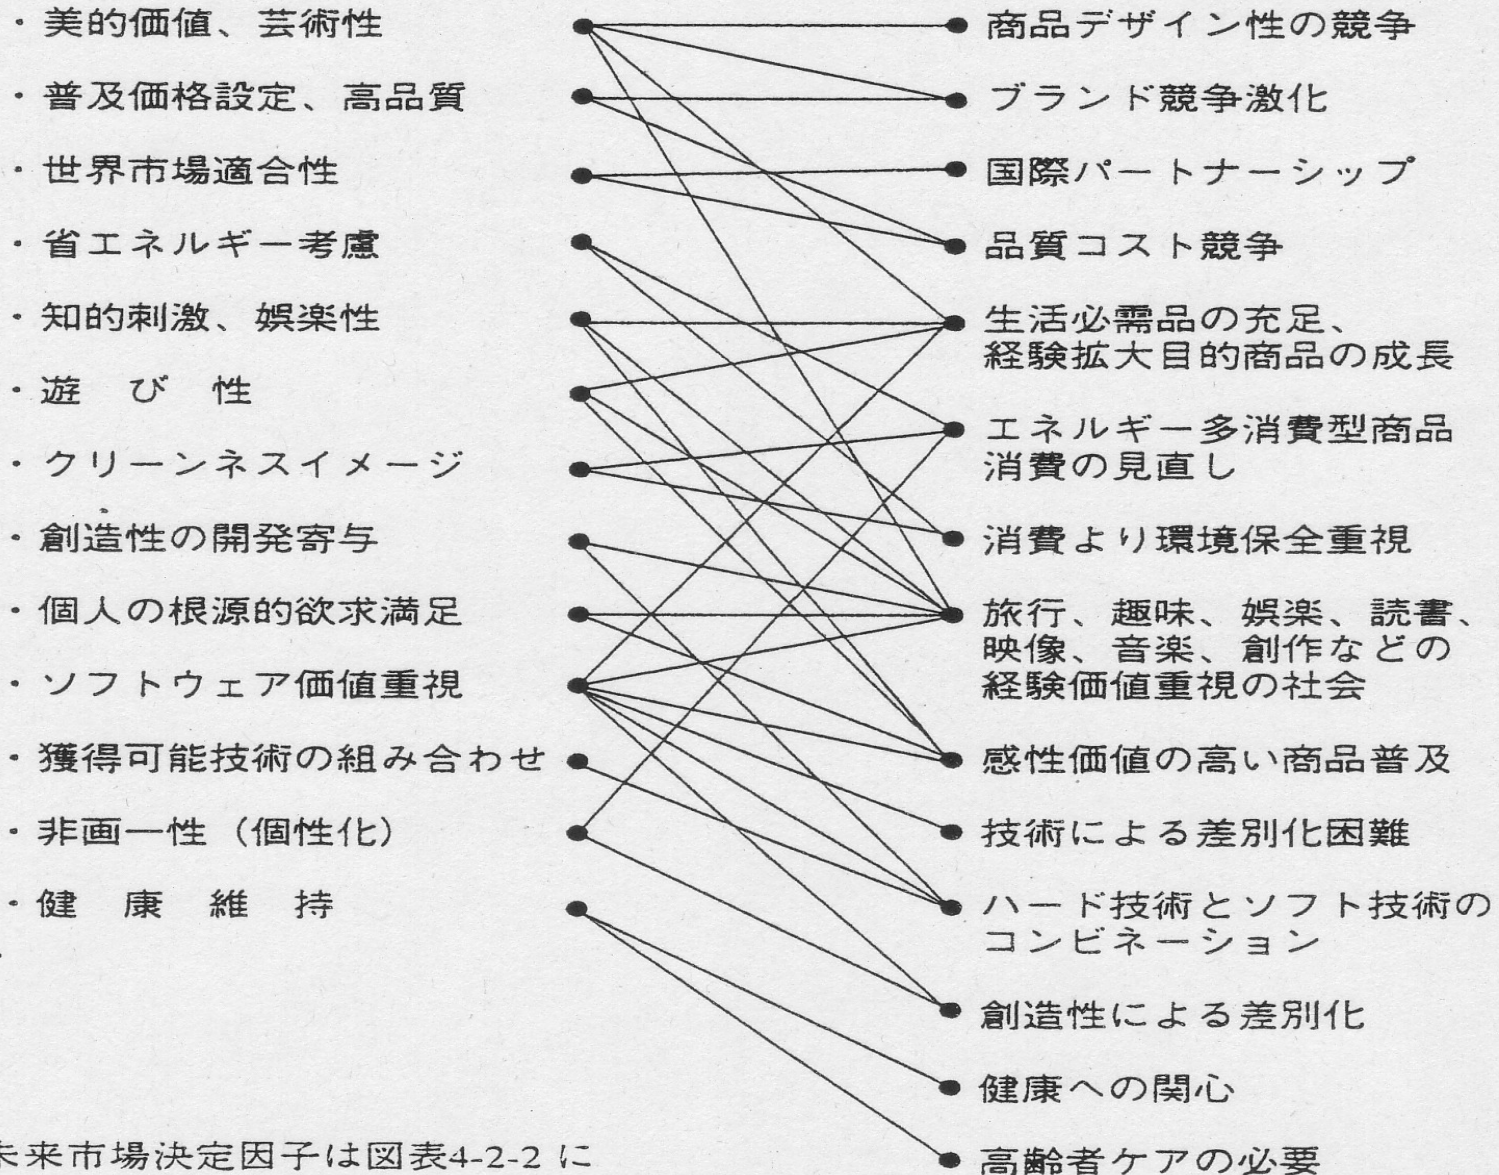 ・美的価値、芸術性
・普及価格設定、高品質
・世界市場適合性
・省エネルギー考慮
・知的刺激、娯楽性
・遊　び　性
・クリーンネスイメージ
・創造性の開発寄与
・個人の根源的欲求満足
・ソフトウェア価値重視
・獲得可能技術の組み合わせ
・非画一性（個性化）
・健　康　維　持
商品デザイン性の競争
ブランド競争激化
国際パートナーシップ
品質コスト競争
生活必需品の充足、
経験拡大目的商品の成長
エネルギー多消費型商品
消費の見直し
消費より環境保全重視
旅行、趣味、娯楽、読書、
映像、音楽、創作などの
経験価値重視の社会
感性価値の高い商品普及
技術による差別化困難
ハード技術とソフト技術の
コンビネーション
創造性による差別化
健康への関心
高齢者ケアの必要
未来市場決定因子は図表4-2-2 に